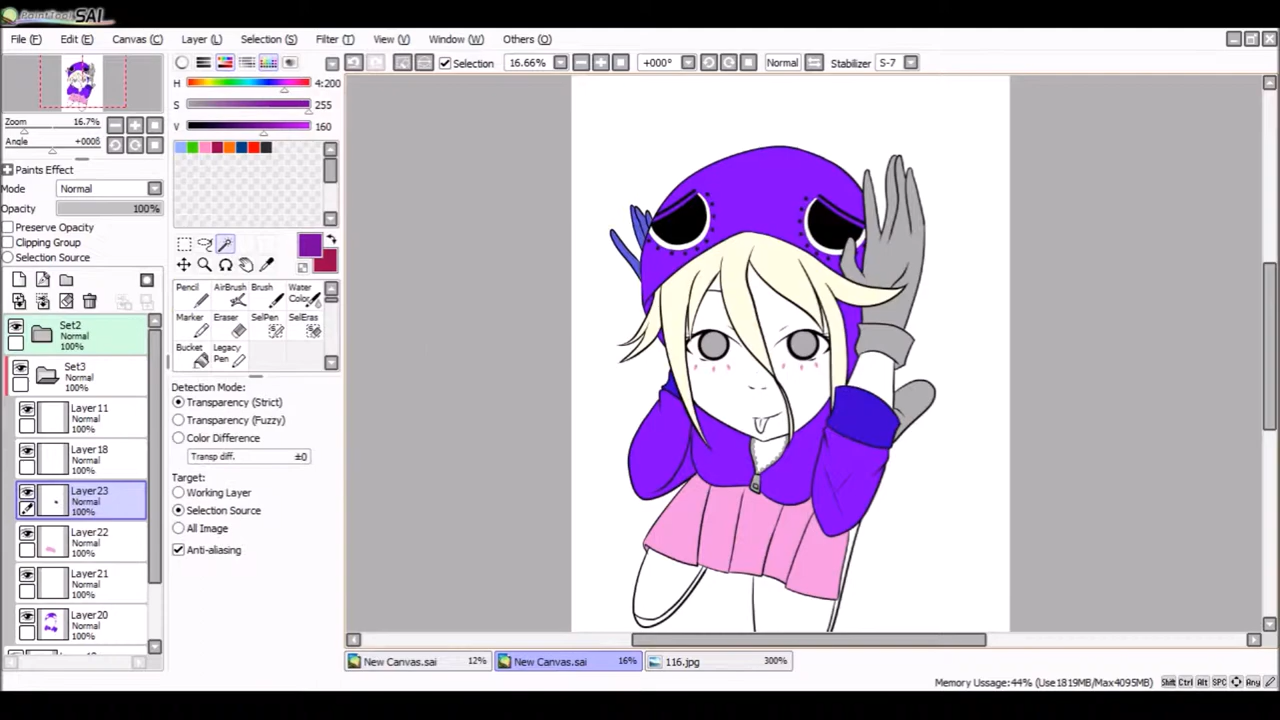 PaintTool SAI
File (F) Edit (E) Canvas (C) Layer (L) Selection (S) Filter (T) View (V) Window (W) Others (O)
Selection 16.66% +000° Normal Stabilizer S-7
H 4:200
S 255
V 160
Zoom 16.7%
Angle +000°
Paints Effect
Mode Normal
Opacity 100%
Preserve Opacity
Clipping Group
Selection Source
Set2
Normal
100%
Set3
Normal
100%
Layer11
Normal
100%
Layer18
Normal
100%
Layer23
Normal
100%
Layer22
Normal
100%
Layer21
Normal
100%
Layer20
Normal
100%
Pencil AirBrush Brush Water Color
Marker Eraser SelPen SelEras
Bucket Legacy Pen
Detection Mode:
Transparency (Strict)
Transparency (Fuzzy)
Color Difference
Transp diff. ±0
Target:
Working Layer
Selection Source
All Image
Anti-aliasing
New Canvas.sai 12% New Canvas.sai 16% 116.jpg 300%
Memory Ussage: 44% (Use1819MB/Max4095MB) Shift Ctrl Alt SPC Any